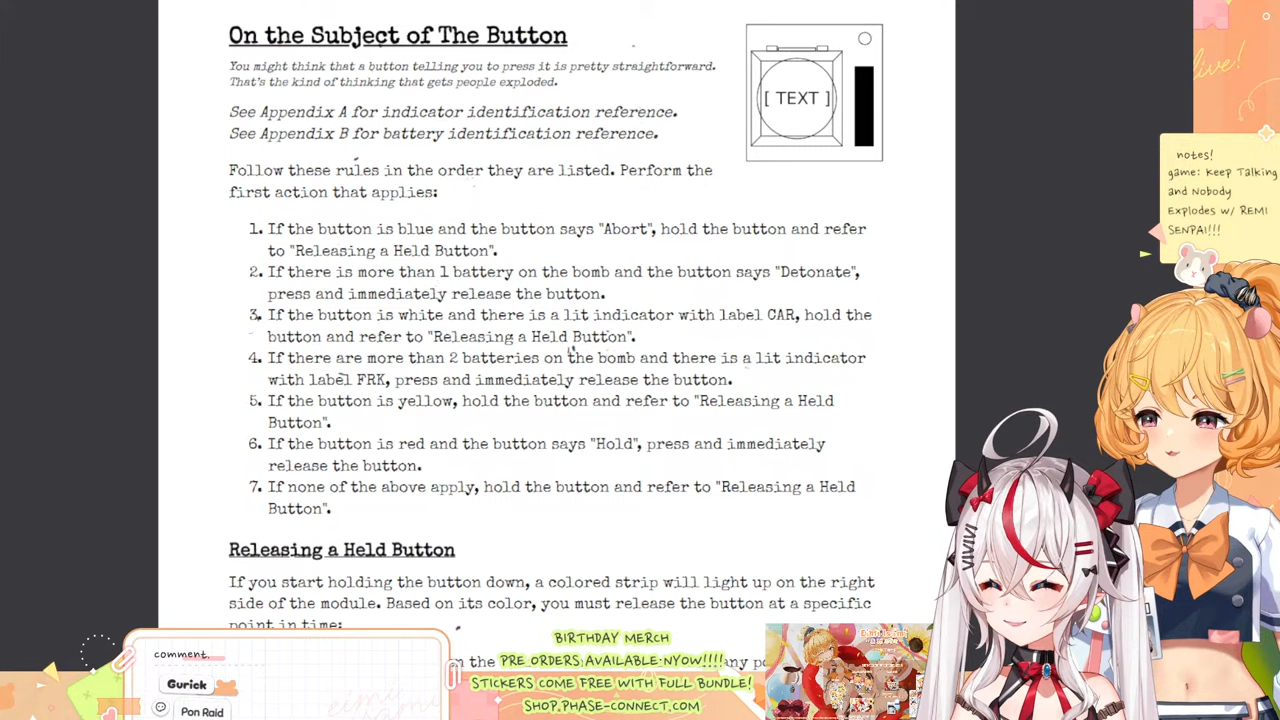 On the Subject of The Button
You might think that a button telling you to press it is pretty straightforward.
That's the kind of thinking that gets people exploded.
See Appendix A for indicator identification reference.
See Appendix B for battery identification reference.
[ TEXT ]
Follow these rules in the order they are listed. Perform the
first action that applies:
1. If the button is blue and the button says "Abort", hold the button and refer
to "Releasing a Held Button".
2. If there is more than 1 battery on the bomb and the button says "Detonate",
press and immediately release the button.
3. If the button is white and there is a lit indicator with label CAR, hold the
button and refer to "Releasing a Held Button".
4. If there are more than 2 batteries on the bomb and there is a lit indicator
with label FRK, press and immediately release the button.
5. If the button is yellow, hold the button and refer to "Releasing a Held
Button".
6. If the button is red and the button says "Hold", press and immediately
release the button.
7. If none of the above apply, hold the button and refer to "Releasing a Held
Button".
Releasing a Held Button
If you start holding the button down, a colored strip will light up on the right
side of the module. Based on its color, you must release the button at a specific
point in time:
n the
any po
live!
notes!
game: Keep Talking
and Nobody
Explodes w/ REMI
SENPAI!!!
VIVIVI
comment.
Gurick
Pon Raid
BIRTHDAY MERCH
PRE ORDERS AVAILABLE NYOW!!!!
STICKERS COME FREE WITH FULL BUNDLE!
SHOP.PHASE-CONNECT.COM